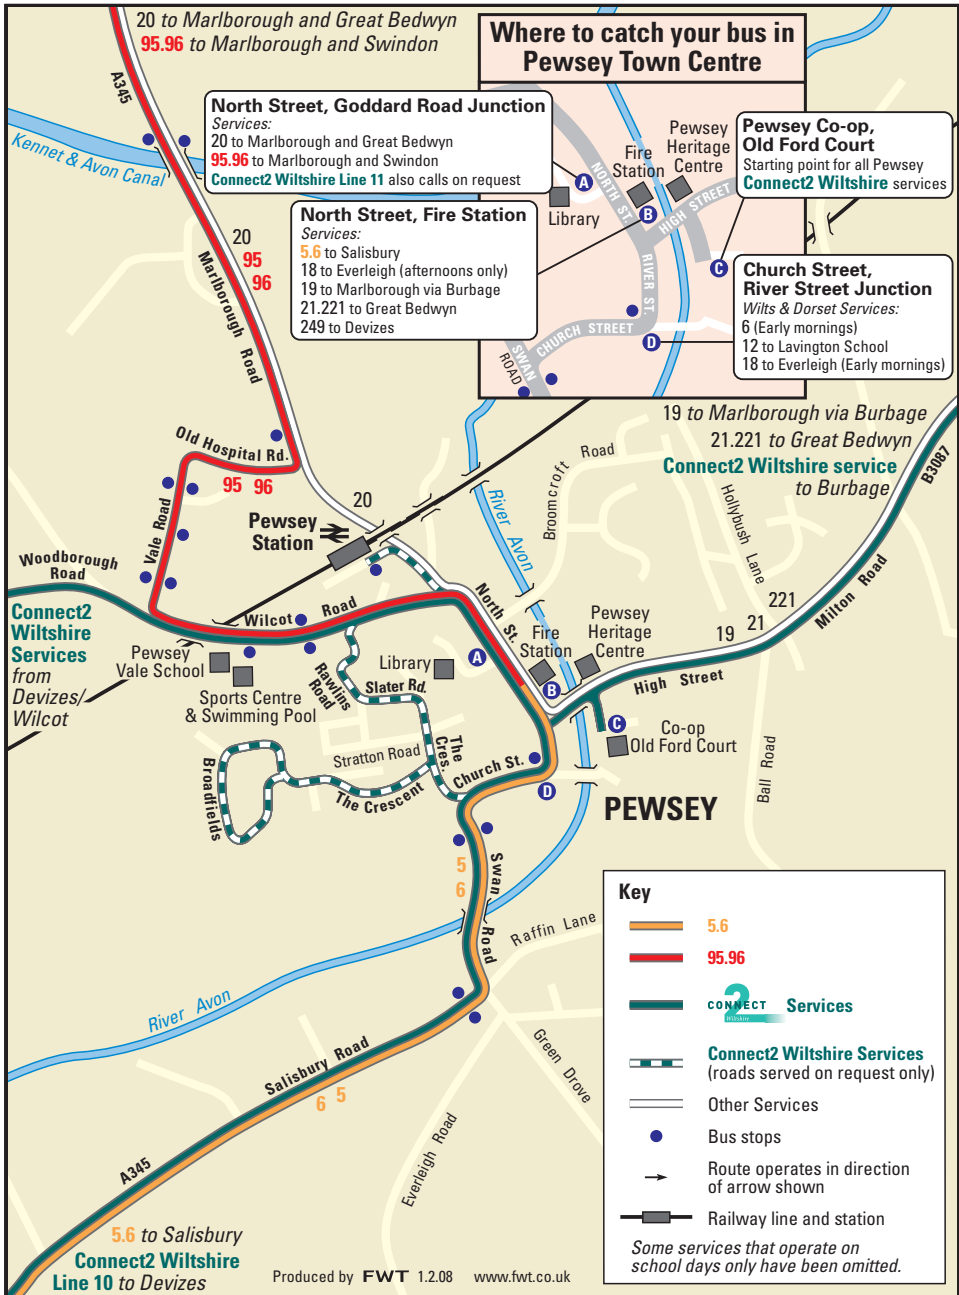 20 to Marlborough and Great Bedwyn
95.96 to Marlborough and Swindon
A345
Kennet & Avon Canal
Where to catch your bus in
Pewsey Town Centre
North Street, Goddard Road Junction
Services:
20 to Marlborough and Great Bedwyn
95.96 to Marlborough and Swindon
Connect2 Wiltshire Line 11 also calls on request
North Street, Fire Station
Services:
5.6 to Salisbury
18 to Everleigh (afternoons only)
19 to Marlborough via Burbage
21.221 to Great Bedwyn
249 to Devizes
Pewsey Co-op,
Old Ford Court
Starting point for all Pewsey
Connect2 Wiltshire services
Church Street,
River Street Junction
Wilts & Dorset Services:
6 (Early mornings)
12 to Lavington School
18 to Everleigh (Early mornings)
Pewsey
Heritage
Centre
Fire
Station
Library
NORTH ST.
HIGH STREET
RIVER ST.
CHURCH STREET
SWAN
ROAD
A
B
C
D
20
95
96
Marlborough Road
19 to Marlborough via Burbage
21.221 to Great Bedwyn
Connect2 Wiltshire service
to Burbage
B3087
Old Hospital Rd.
95 96
Vale Road
20
Pewsey
Station
Broomcroft Road
River Avon
Hollybush Lane
Woodborough
Road
Connect2
Wiltshire
Services
from
Devizes/
Wilcot
Wilcot Road
Pewsey
Vale School
Sports Centre
& Swimming Pool
Rawlins
Road
Slater Rd.
Library
A
North St.
Fire
Station
B
Pewsey
Heritage
Centre
19 21 221
Milton Road
High Street
C
Co-op
Old Ford Court
Ball Road
Stratton Road
The
Cres.
Church St.
D
Broadfields
The Crescent
PEWSEY
5
6
Swan
Road
Raffin Lane
River Avon
Green Drove
Salisbury Road
6 5
Everleigh Road
A345
5.6 to Salisbury
Connect2 Wiltshire
Line 10 to Devizes
Produced by FWT 1.2.08 www.fwt.co.uk
Key
5.6
95.96
CONNECT 2 Wiltshire Services
Connect2 Wiltshire Services
(roads served on request only)
Other Services
Bus stops
Route operates in direction
of arrow shown
Railway line and station
Some services that operate on
school days only have been omitted.